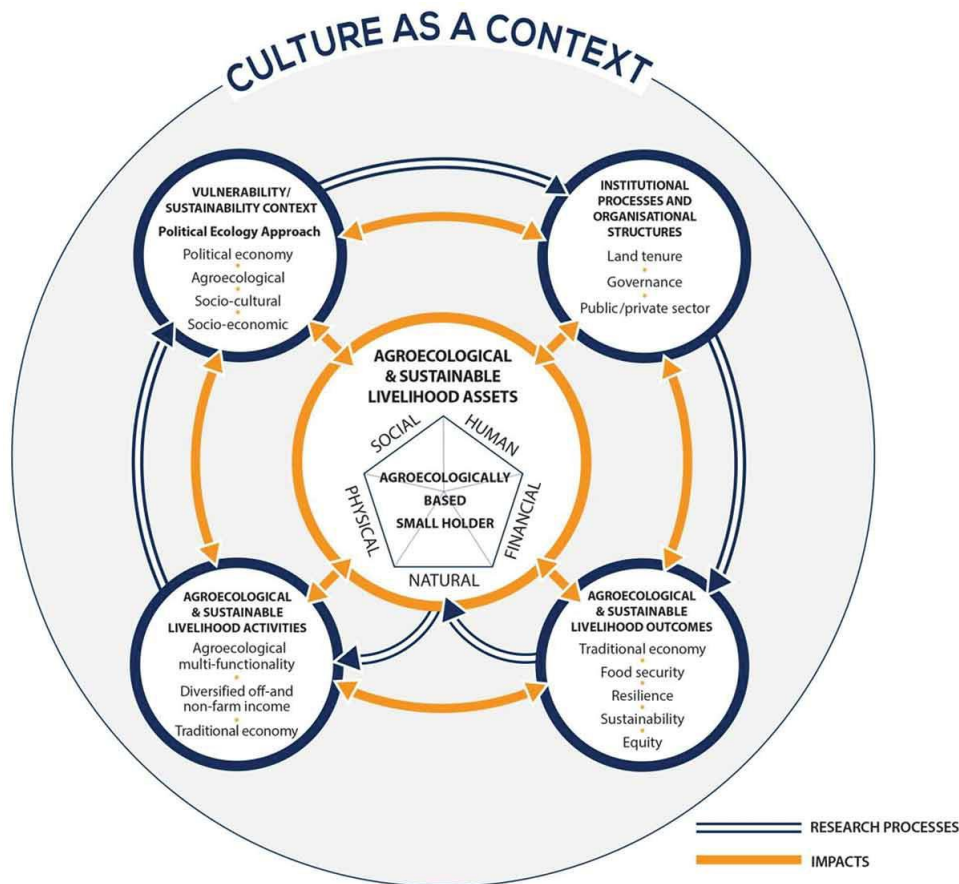 CULTURE AS A CONTEXT
VULNERABILITY/
SUSTAINABILITY CONTEXT
Political Ecology Approach
Political economy
Agroecological
Socio-cultural
Socio-economic
INSTITUTIONAL
PROCESSES AND
ORGANISATIONAL
STRUCTURES
Land tenure
Governance
Public/private sector
AGROECOLOGICAL
& SUSTAINABLE
LIVELIHOOD ASSETS
SOCIAL
HUMAN
PHYSICAL
FINANCIAL
NATURAL
AGROECOLOGICALLY
BASED
SMALL HOLDER
AGROECOLOGICAL
& SUSTAINABLE
LIVELIHOOD ACTIVITIES
Agroecological
multi-functionality
Diversified off-and
non-farm income
Traditional economy
AGROECOLOGICAL
& SUSTAINABLE
LIVELIHOOD OUTCOMES
Traditional economy
Food security
Resilience
Sustainability
Equity
RESEARCH PROCESSES
IMPACTS